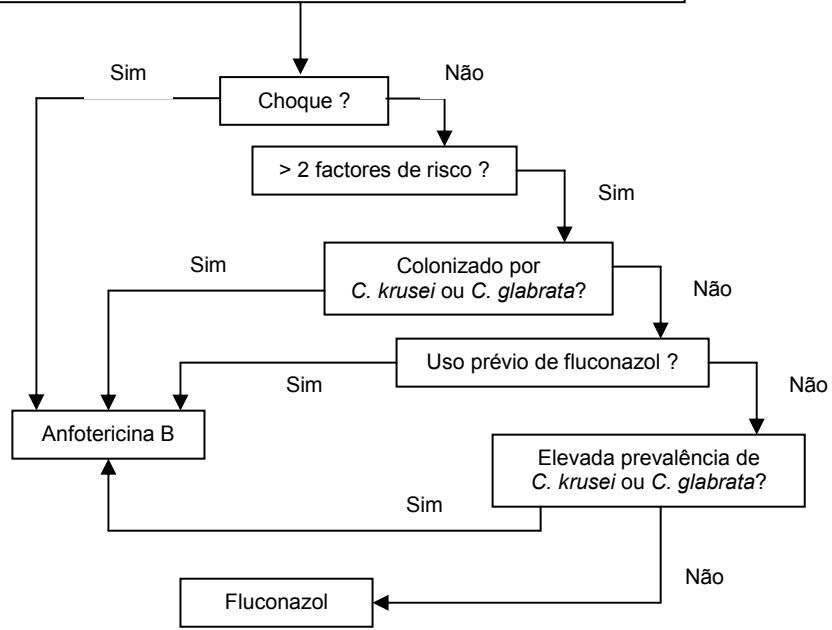 Sim
Não
Choque ?
> 2 factores de risco ?
Sim
Sim
Colonizado por
C. krusei ou C. glabrata?
Não
Uso prévio de fluconazol ?
Sim
Não
Anfotericina B
Elevada prevalência de
C. krusei ou C. glabrata?
Sim
Não
Fluconazol